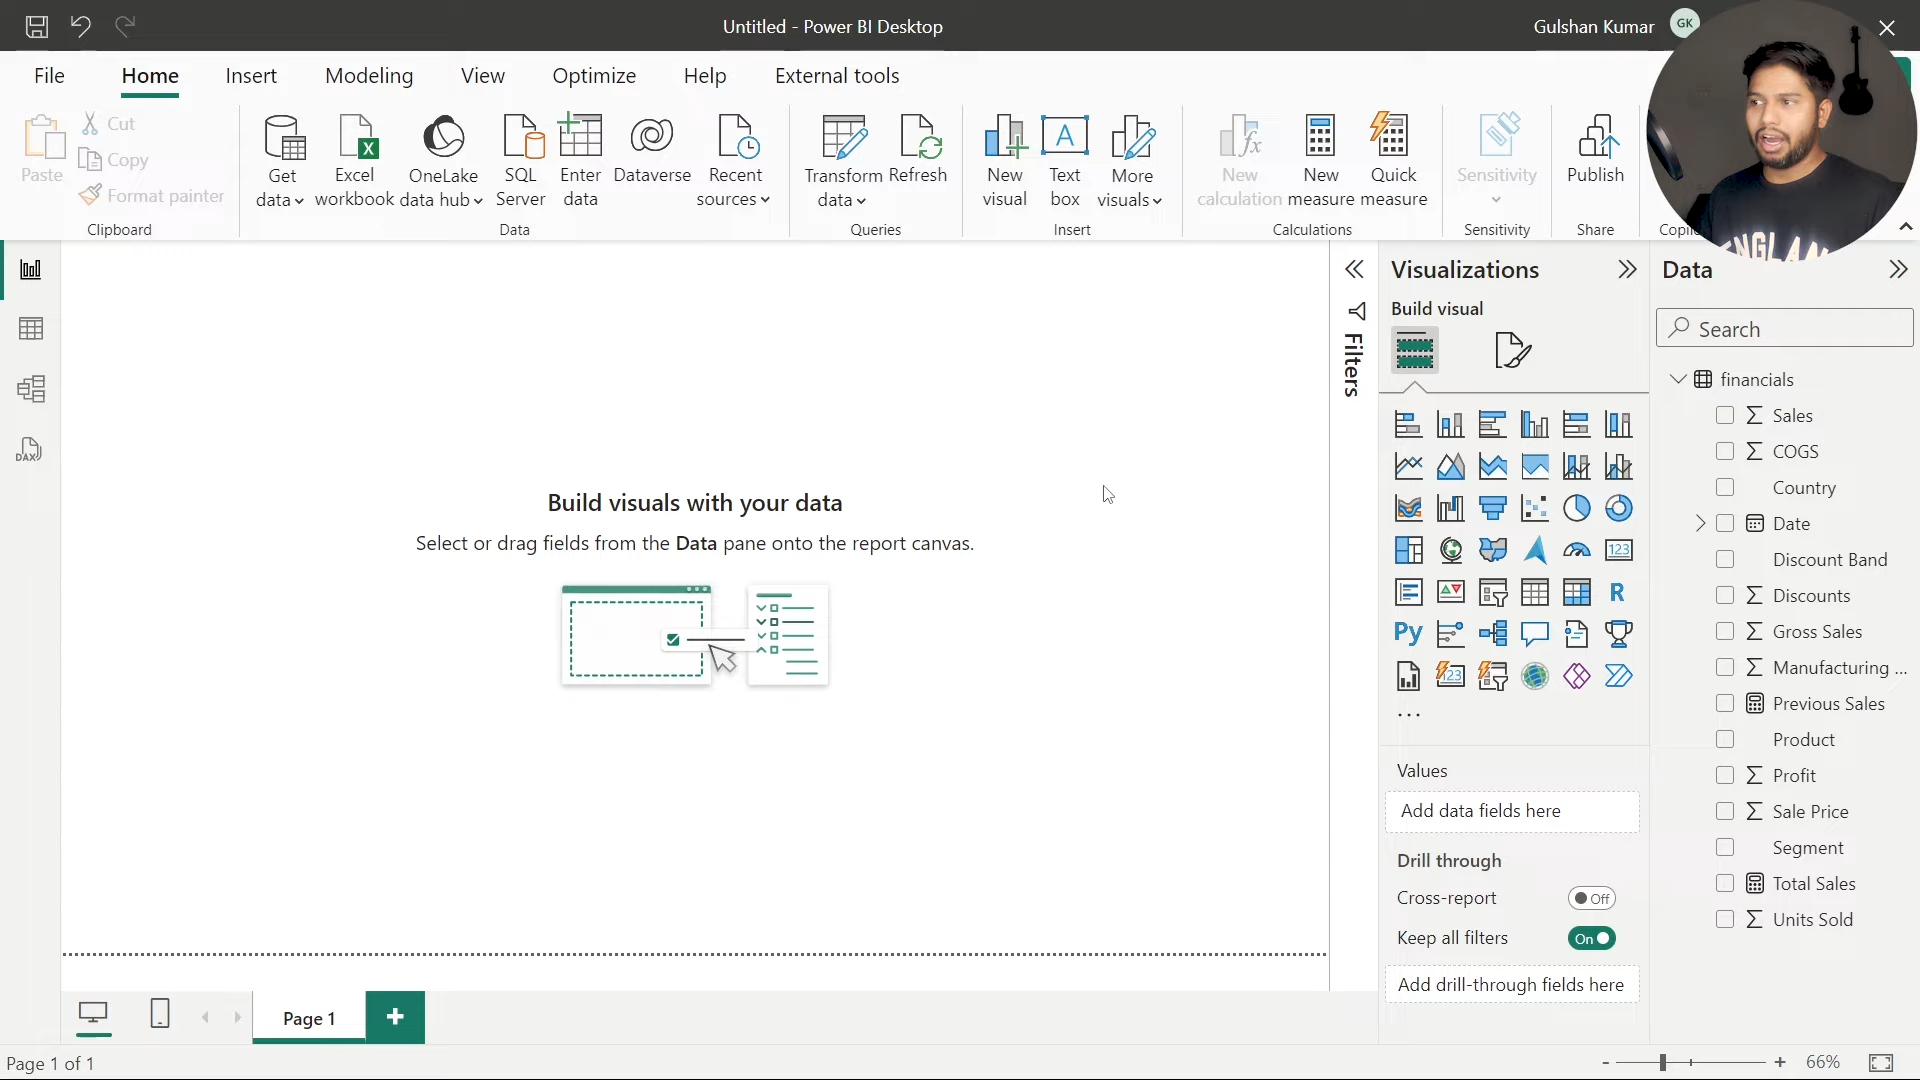 Untitled - Power BI Desktop
Gulshan Kumar
GK
File
Home
Insert
Modeling
View
Optimize
Help
External tools
Paste
Cut
Copy
Format painter
Clipboard
Get
data
Excel
workbook
X
OneLake
data hub
SQL
Server
Enter
data
Dataverse
Recent
sources
Data
Transform
data
Refresh
Queries
New
visual
A
Text
box
More
visuals
Insert
fx
New
calculation
New
measure
Quick
measure
Calculations
Sensitivity
Sensitivity
Publish
Share
ENGLAN
DAX
Build visuals with your data
Select or drag fields from the Data pane onto the report canvas.
Filters
Visualizations
Build visual
123
R
Py
123
...
Values
Add data fields here
Drill through
Cross-report
Off
Keep all filters
On
Add drill-through fields here
Data
Search
financials
Sales
COGS
Country
Date
Discount Band
Discounts
Gross Sales
Manufacturing ...
Previous Sales
Product
Profit
Sale Price
Segment
Total Sales
Units Sold
Page 1
+
Page 1 of 1
- + 66%